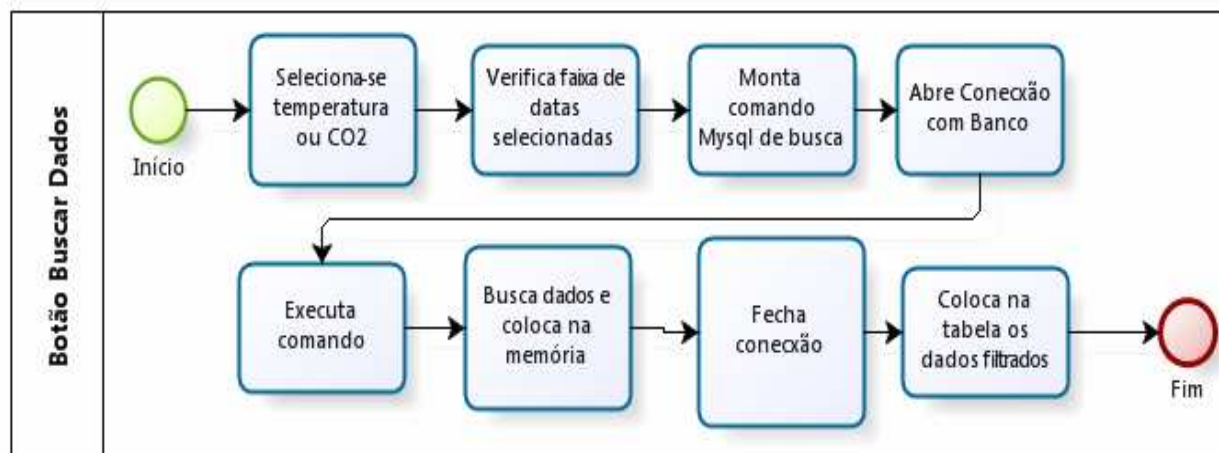 Botão Buscar Dados
Início
Seleciona-se
temperatura
ou CO2
Verifica faixa de
datas
selecionadas
Monta
comando
Mysql de busca
Abre Conecxão
com Banco
Executa
comando
Busca dados e
coloca na
memória
Fecha
conecxão
Coloca na
tabela os
dados filtrados
Fim